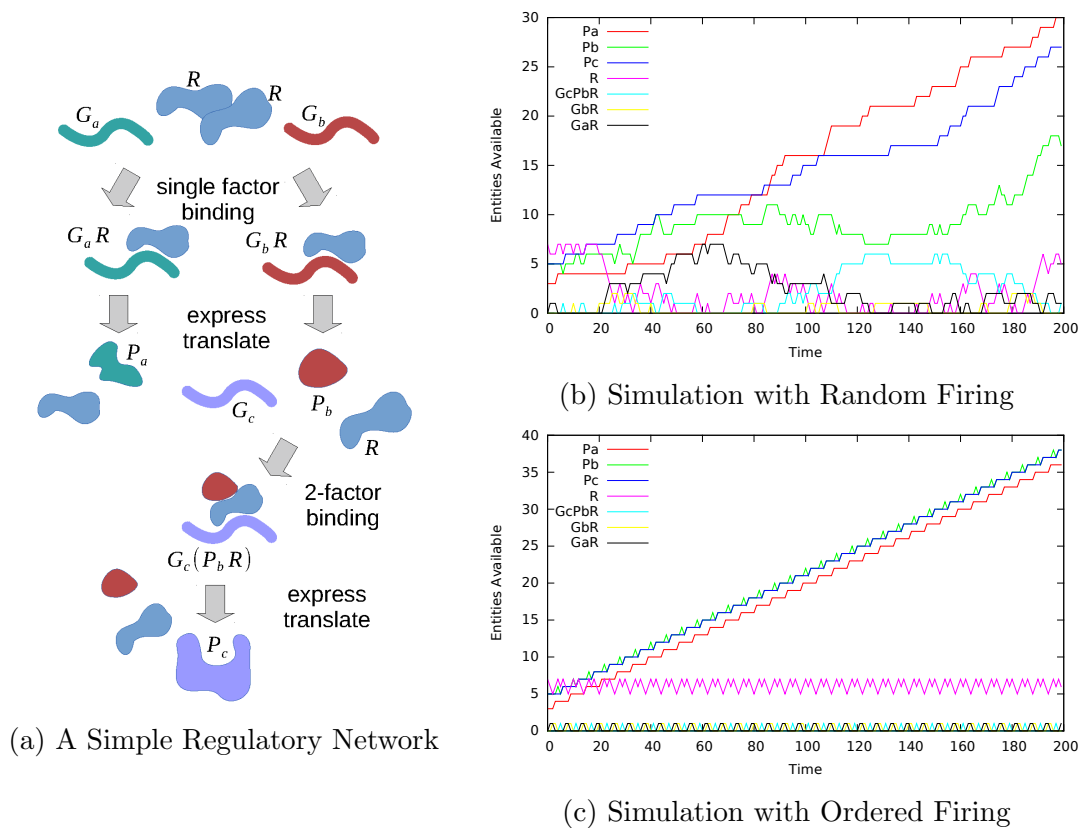 R
R
G_a
G_b
single factor
binding
G_a R
G_b R
express
translate
P_a
P_b
G_c
R
2-factor
binding
G_c(P_b R)
express
translate
P_c
(a) A Simple Regulatory Network
30
25
20
15
10
5
0
Entities Available
Pa
Pb
Pc
R
GcPbR
GbR
GaR
0 20 40 60 80 100 120 140 160 180 200
Time
(b) Simulation with Random Firing
40
35
30
25
20
15
10
5
0
Entities Available
Pa
Pb
Pc
R
GcPbR
GbR
GaR
0 20 40 60 80 100 120 140 160 180 200
Time
(c) Simulation with Ordered Firing